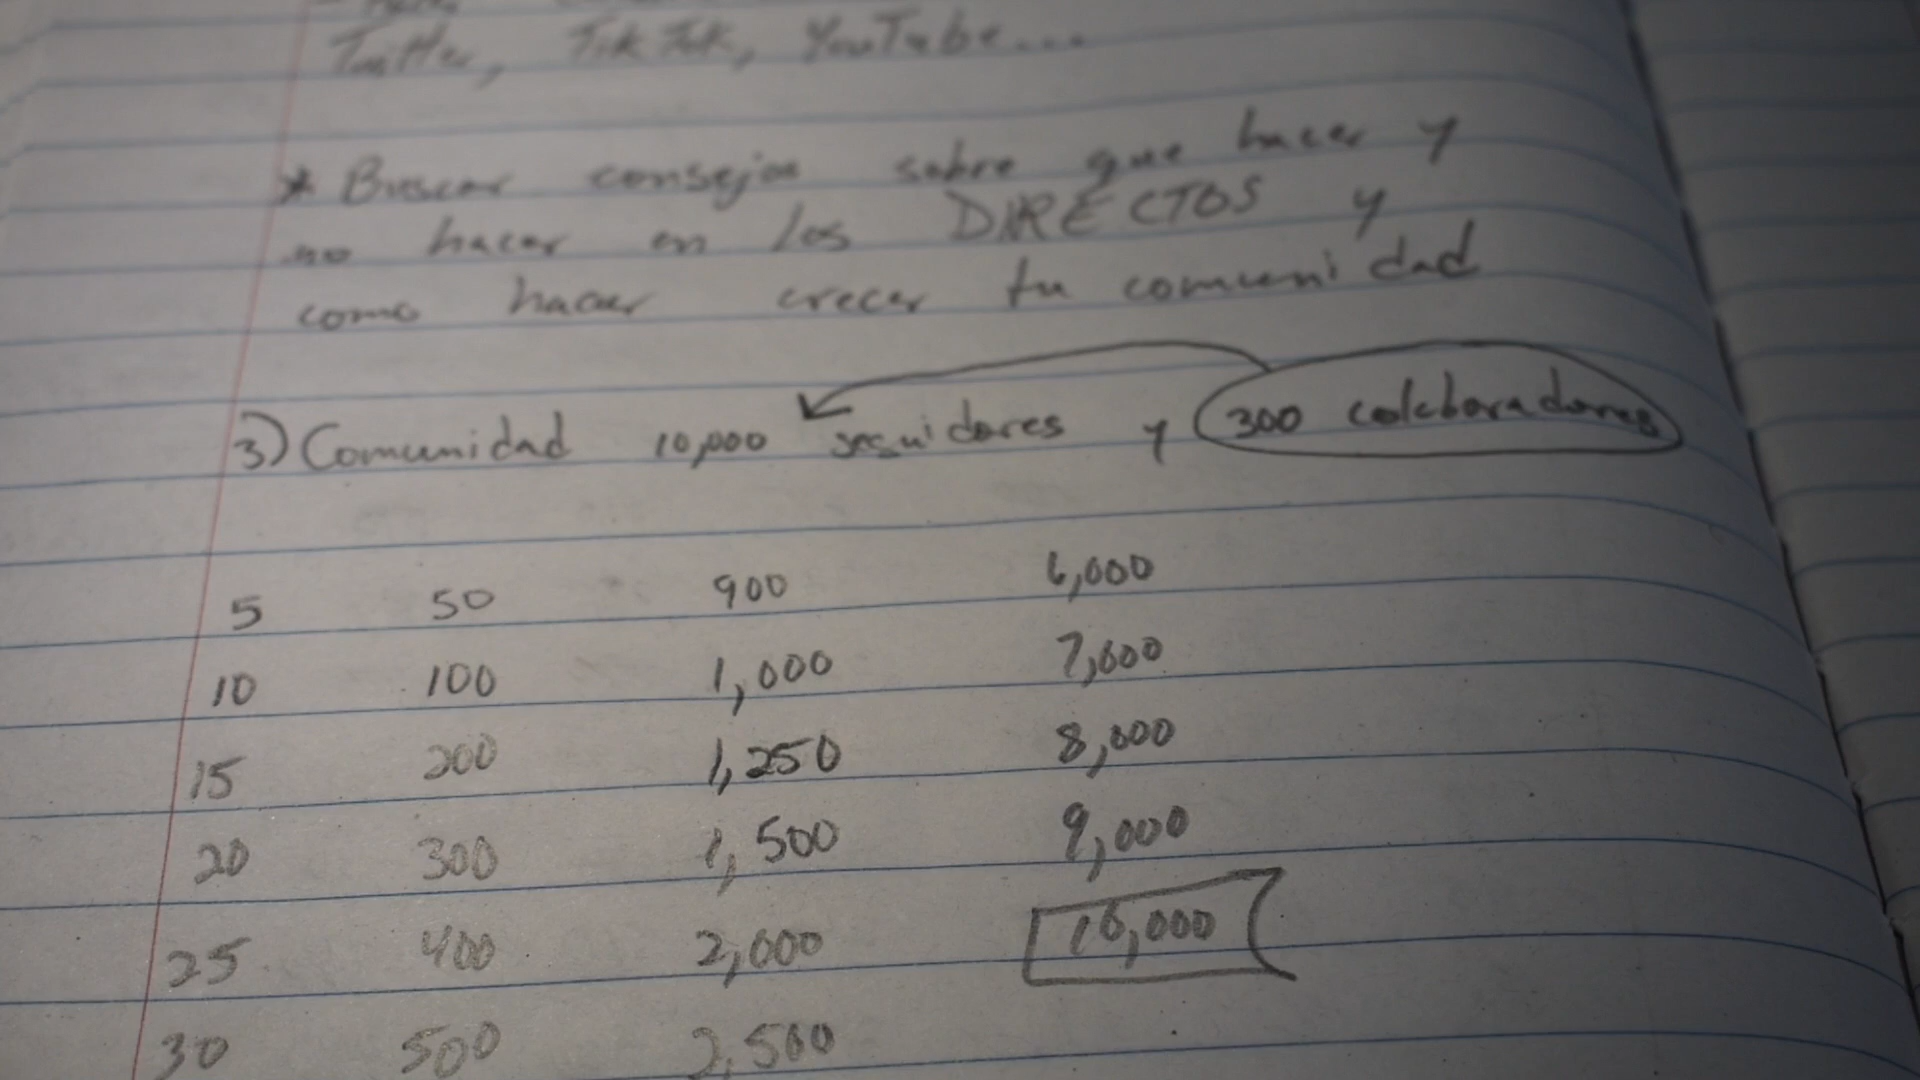 Twitter, TikTok, YouTube...
* Buscar consejos sobre que hacer y
no hacer en los DIRECTOS y
como hacer crecer tu comunidad
3) Comunidad 10,000 seguidores y 300 colaboradores
5 50 900 6,000
10 100 1,000 7,000
15 200 1,250 8,000
20 300 1,500 9,000
25 400 2,000 10,000
30 500 2,500